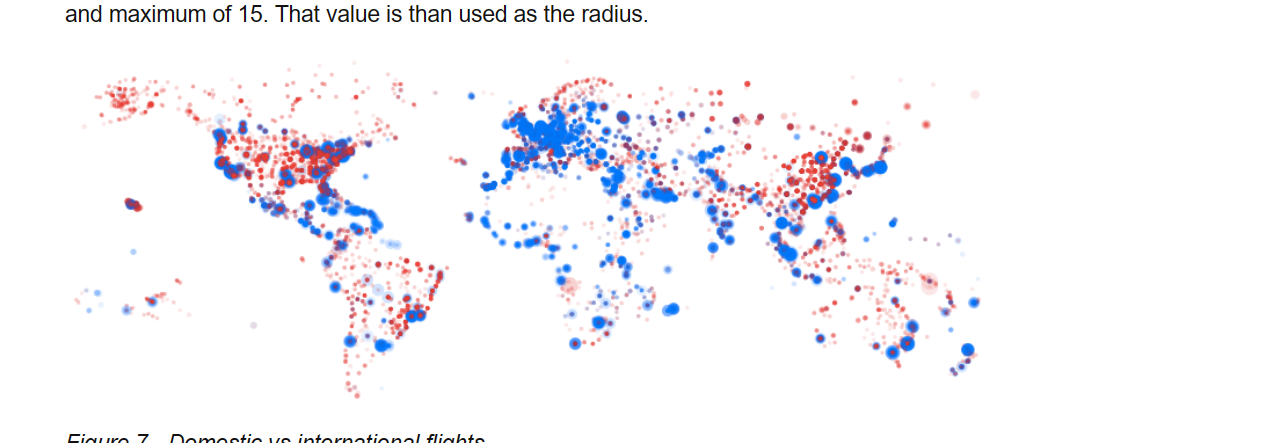 and maximum of 15. That value is than used as the radius.
Figure 7 - Domestic vs international flights